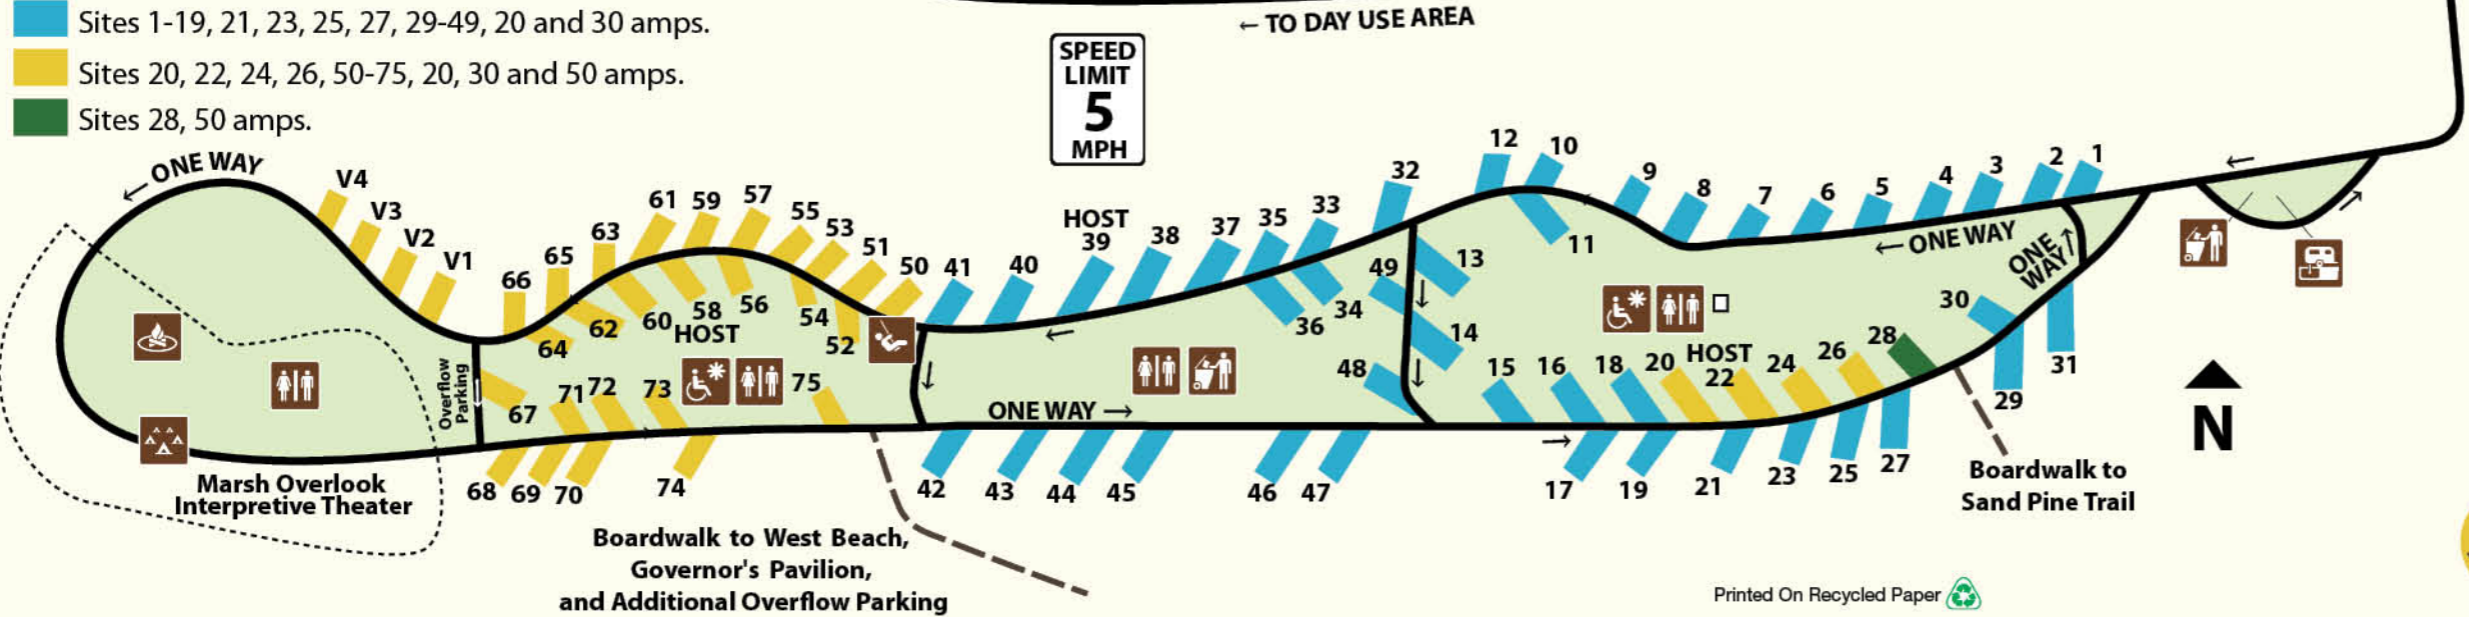 Sites 1-19, 21, 23, 25, 27, 29-49, 20 and 30 amps.
Sites 20, 22, 24, 26, 50-75, 20, 30 and 50 amps.
Sites 28, 50 amps.
← TO DAY USE AREA
SPEED
LIMIT
5
MPH
← ONE WAY
V4
V3
V2
V1
66
65
63
61
59
57
55
53
51
50
41
40
HOST
39
38
37
35
33
32
12
10
9
8
7
6
5
4
3
2
1
64
62
60
58
HOST
56
54
52
36
34
49
13
11
14
48
← ONE WAY
ONE
WAY
30
31
29
Overflow
Parking
67
71
72
73
75
ONE WAY →
15
16
18
20
HOST
22
24
26
28
68
69
70
74
42
43
44
45
46
47
17
19
21
23
25
27
N
Marsh Overlook
Interpretive Theater
Boardwalk to
Sand Pine Trail
Boardwalk to West Beach,
Governor's Pavilion,
and Additional Overflow Parking
Printed On Recycled Paper